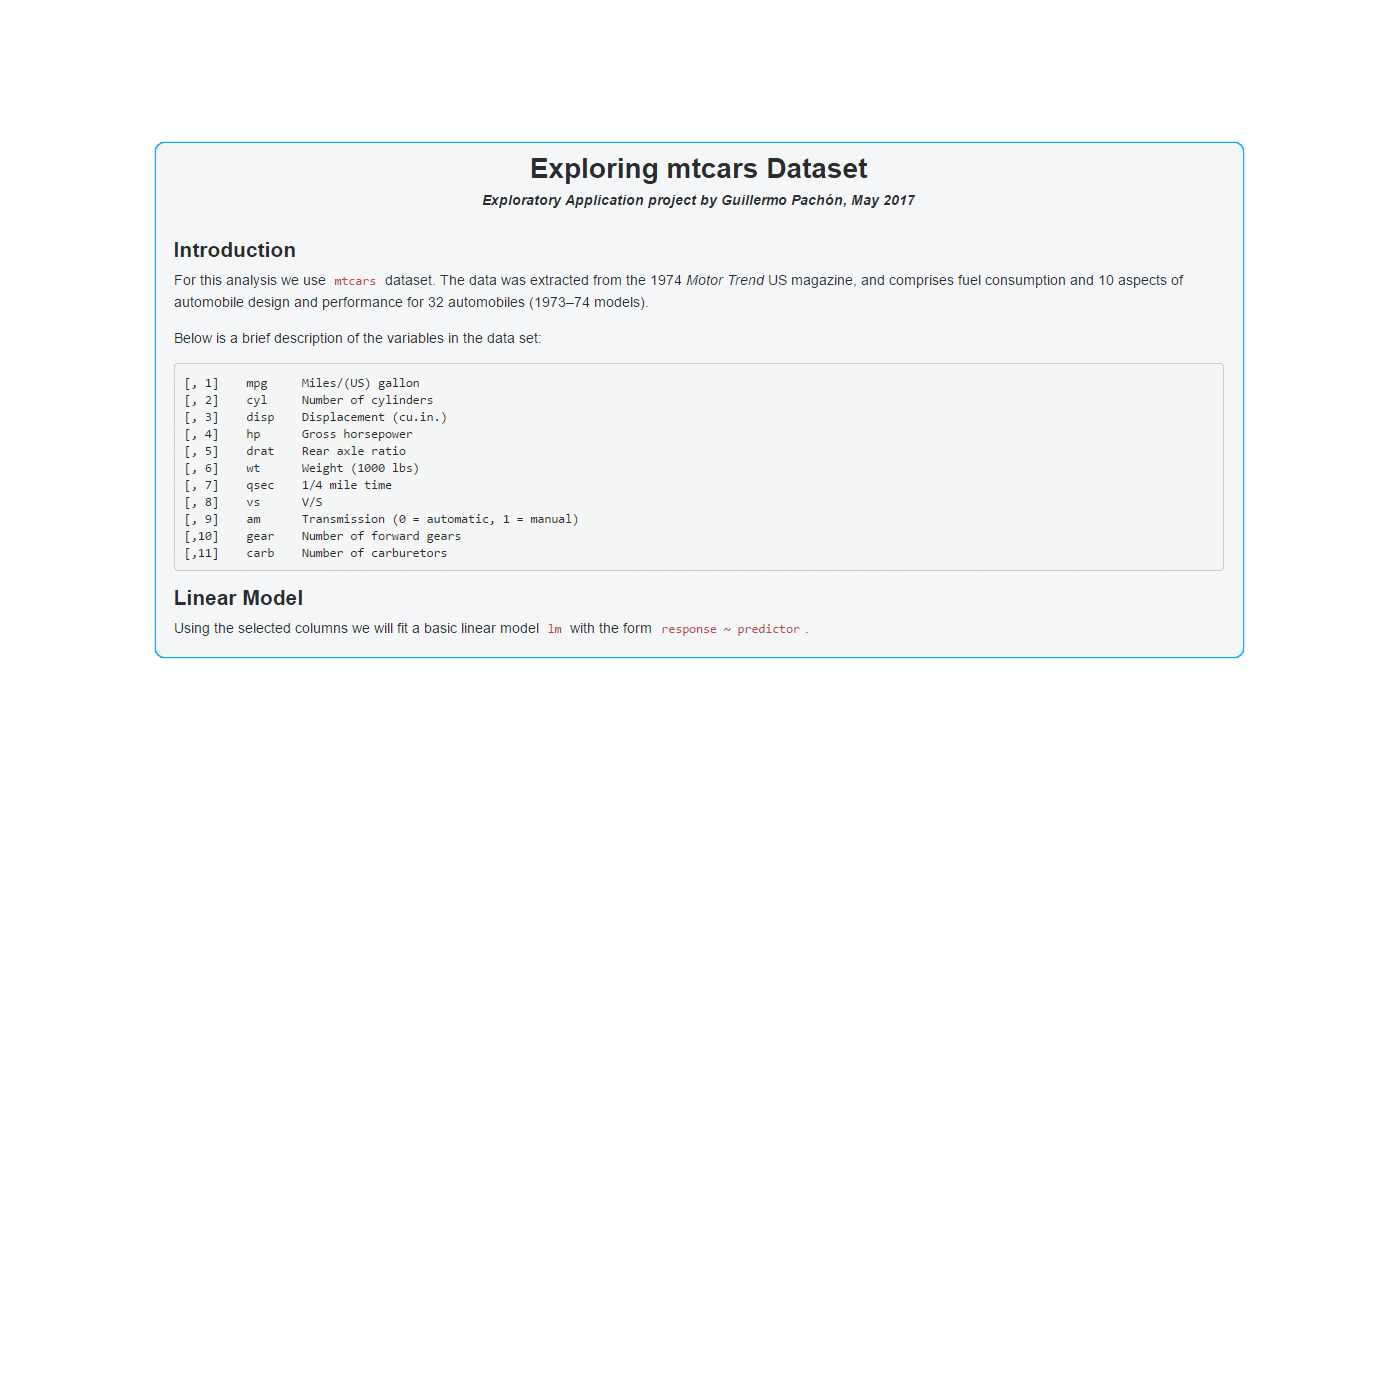 Exploring mtcars Dataset
Exploratory Application project by Guillermo Pachón, May 2017
Introduction
For this analysis we use mtcars dataset. The data was extracted from the 1974 Motor Trend US magazine, and comprises fuel consumption and 10 aspects of
automobile design and performance for 32 automobiles (1973–74 models).
Below is a brief description of the variables in the data set:
[, 1]    mpg     Miles/(US) gallon
[, 2]    cyl     Number of cylinders
[, 3]    disp    Displacement (cu.in.)
[, 4]    hp      Gross horsepower
[, 5]    drat    Rear axle ratio
[, 6]    wt      Weight (1000 lbs)
[, 7]    qsec    1/4 mile time
[, 8]    vs      V/S
[, 9]    am      Transmission (0 = automatic, 1 = manual)
[,10]    gear    Number of forward gears
[,11]    carb    Number of carburetors
Linear Model
Using the selected columns we will fit a basic linear model lm with the form response ~ predictor .